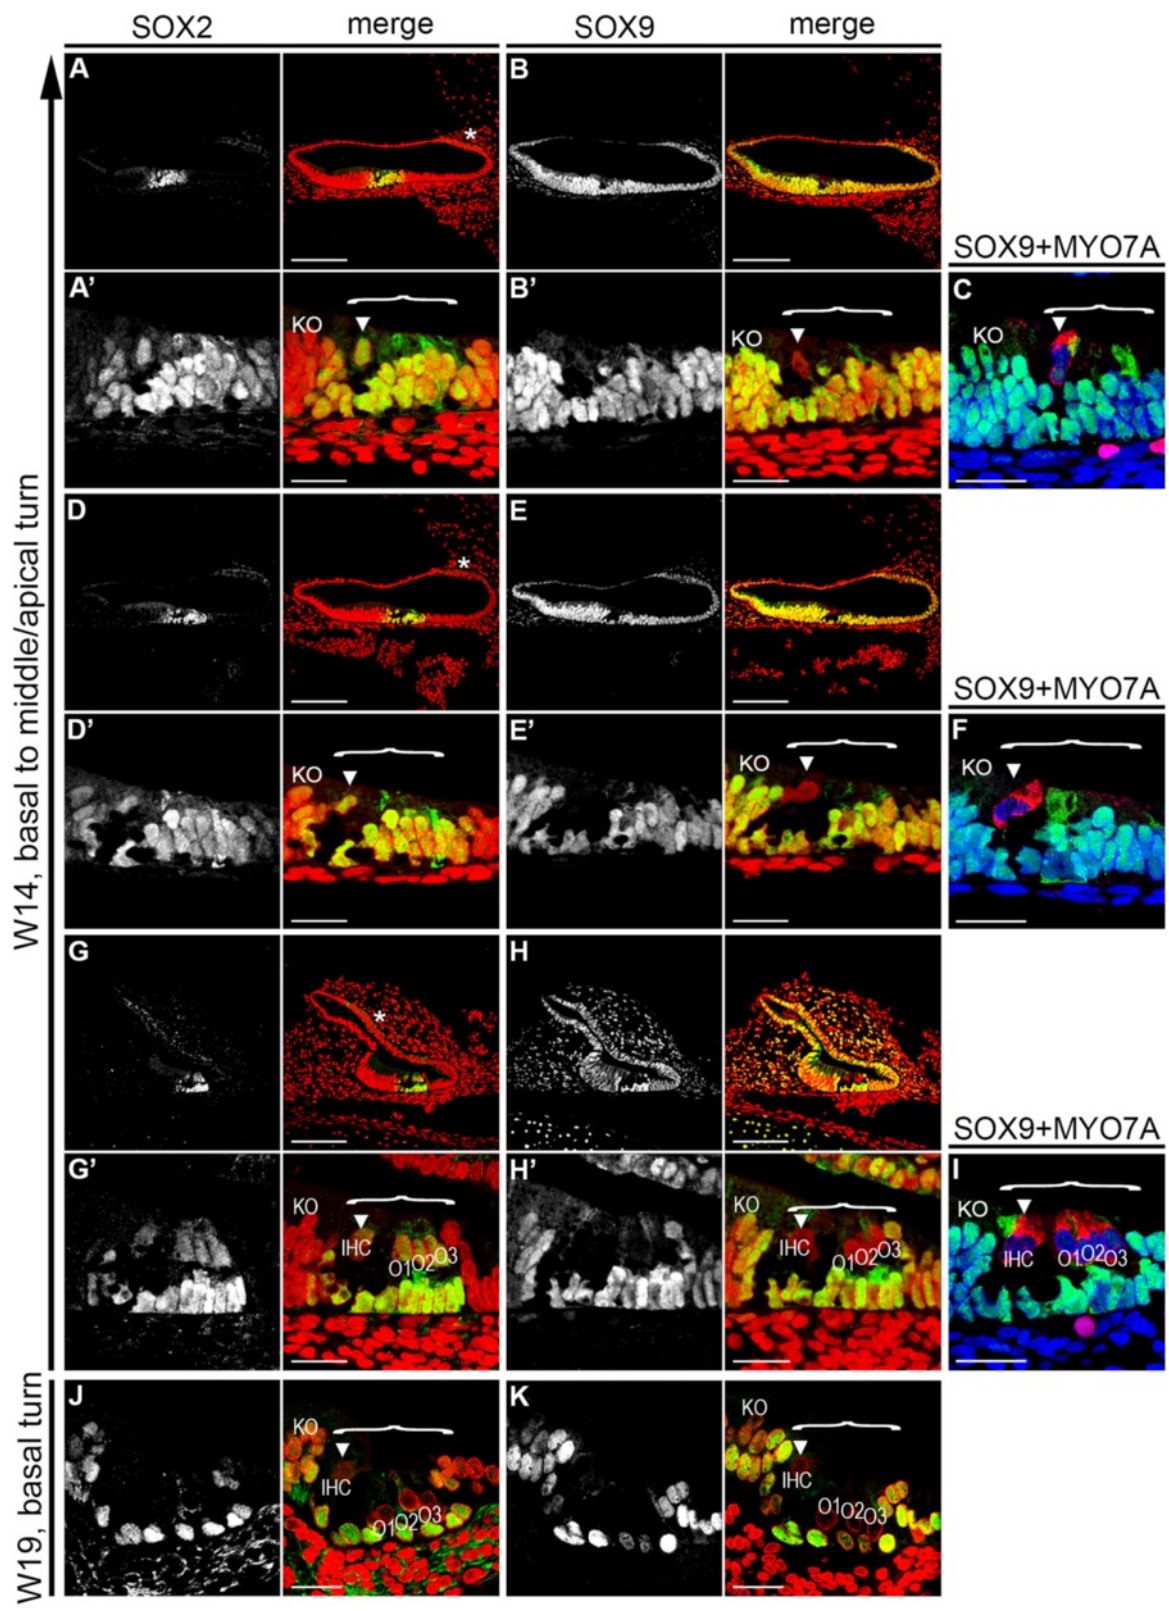 SOX2 merge SOX9 merge
A B
*
SOX9+MYO7A
A' B' C
KO KO KO
D E
*
SOX9+MYO7A
D' E' F
KO KO KO
G H
*
SOX9+MYO7A
G' H' I
KO KO KO
IHC IHC IHC
O1O2O3 O1O2O3 O1O2O3
J K
KO KO
IHC IHC
O1O2O3 O1O2O3
W14, basal to middle/apical turn
W19, basal turn